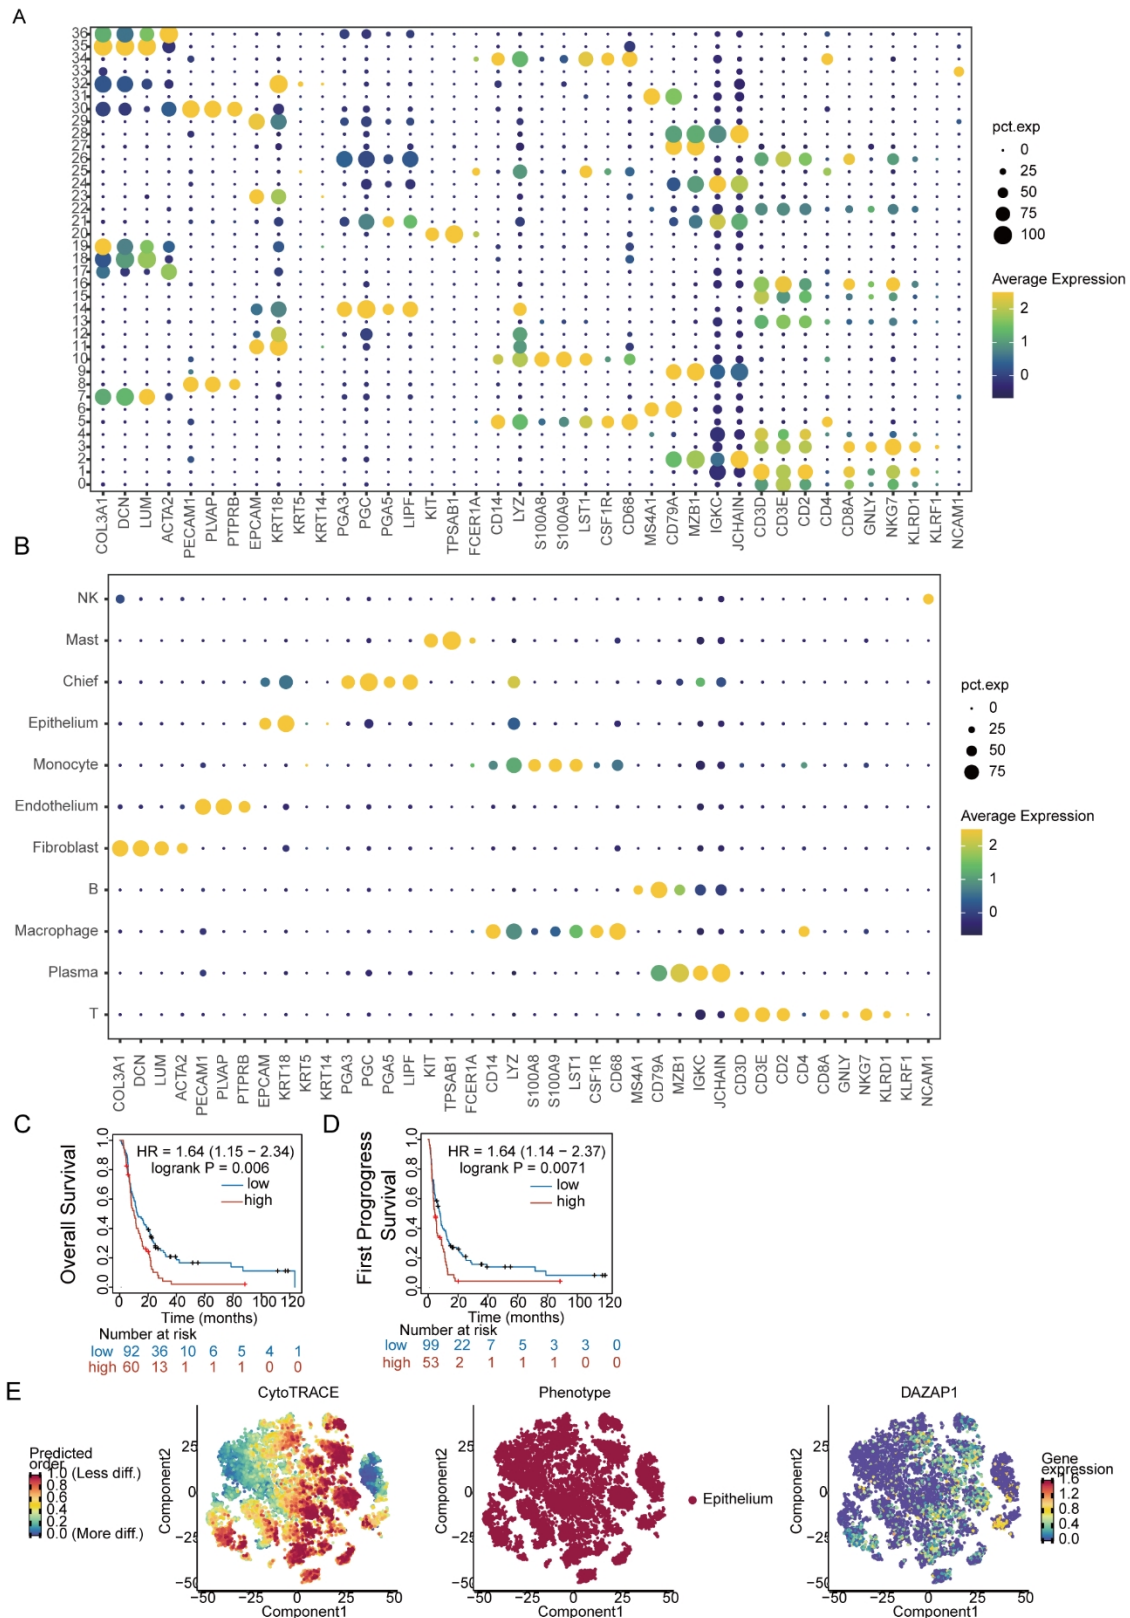 A
36
35
34
33
32
31
30
29
28
27
26
25
24
23
22
21
20
19
18
17
16
15
14
13
12
11
10
9
8
7
6
5
4
3
2
1
0
COL3A1 DCN LUM ACTA2 PECAM1 PLVAP PTPRB EPCAM KRT18 KRT5 KRT14 PGA3 PGC PGA5 LIPF KIT TPSAB1 FCER1A CD14 LYZ S100A8 S100A9 LST1 CSF1R CD68 MS4A1 CD79A MZB1 IGKC JCHAIN CD3D CD3E CD2 CD4 CD8A GNLY NKG7 KLRD1 KLRF1 NCAM1
pct.exp
0
25
50
75
100
Average Expression
2
1
0
B
NK
Mast
Chief
Epithelium
Monocyte
Endothelium
Fibroblast
B
Macrophage
Plasma
T
COL3A1 DCN LUM ACTA2 PECAM1 PLVAP PTPRB EPCAM KRT18 KRT5 KRT14 PGA3 PGC PGA5 LIPF KIT TPSAB1 FCER1A CD14 LYZ S100A8 S100A9 LST1 CSF1R CD68 MS4A1 CD79A MZB1 IGKC JCHAIN CD3D CD3E CD2 CD4 CD8A GNLY NKG7 KLRD1 KLRF1 NCAM1
pct.exp
0
25
50
75
Average Expression
2
1
0
C
Overall Survival
1.0
0.8
0.6
0.4
0.2
0.0
HR = 1.64 (1.15 − 2.34)
logrank P = 0.006
low
high
0 20 40 60 80 100 120
Time (months)
Number at risk
low 92 36 10 6 5 4 1
high 60 13 1 1 1 0 0
D
First Progrogress
Survival
1.0
0.8
0.6
0.4
0.2
0.0
HR = 1.64 (1.14 − 2.37)
logrank P = 0.0071
low
high
0 20 40 60 80 100 120
Time (months)
Number at risk
low 99 22 7 5 3 3 0
high 53 2 1 1 1 0 0
E
Predicted
order
1.0 (Less diff.)
0.8
0.6
0.4
0.2
0.0 (More diff.)
CytoTRACE
Component2
25
0
−25
−50
−50 −25 0 25 50
Component1
Phenotype
Component2
25
0
−25
−50
−50 −25 0 25 50
Component1
Epithelium
DAZAP1
Component2
25
0
−25
−50
−50 −25 0 25 50
Component1
Gene
expression
1.6
1.2
0.8
0.4
0.0